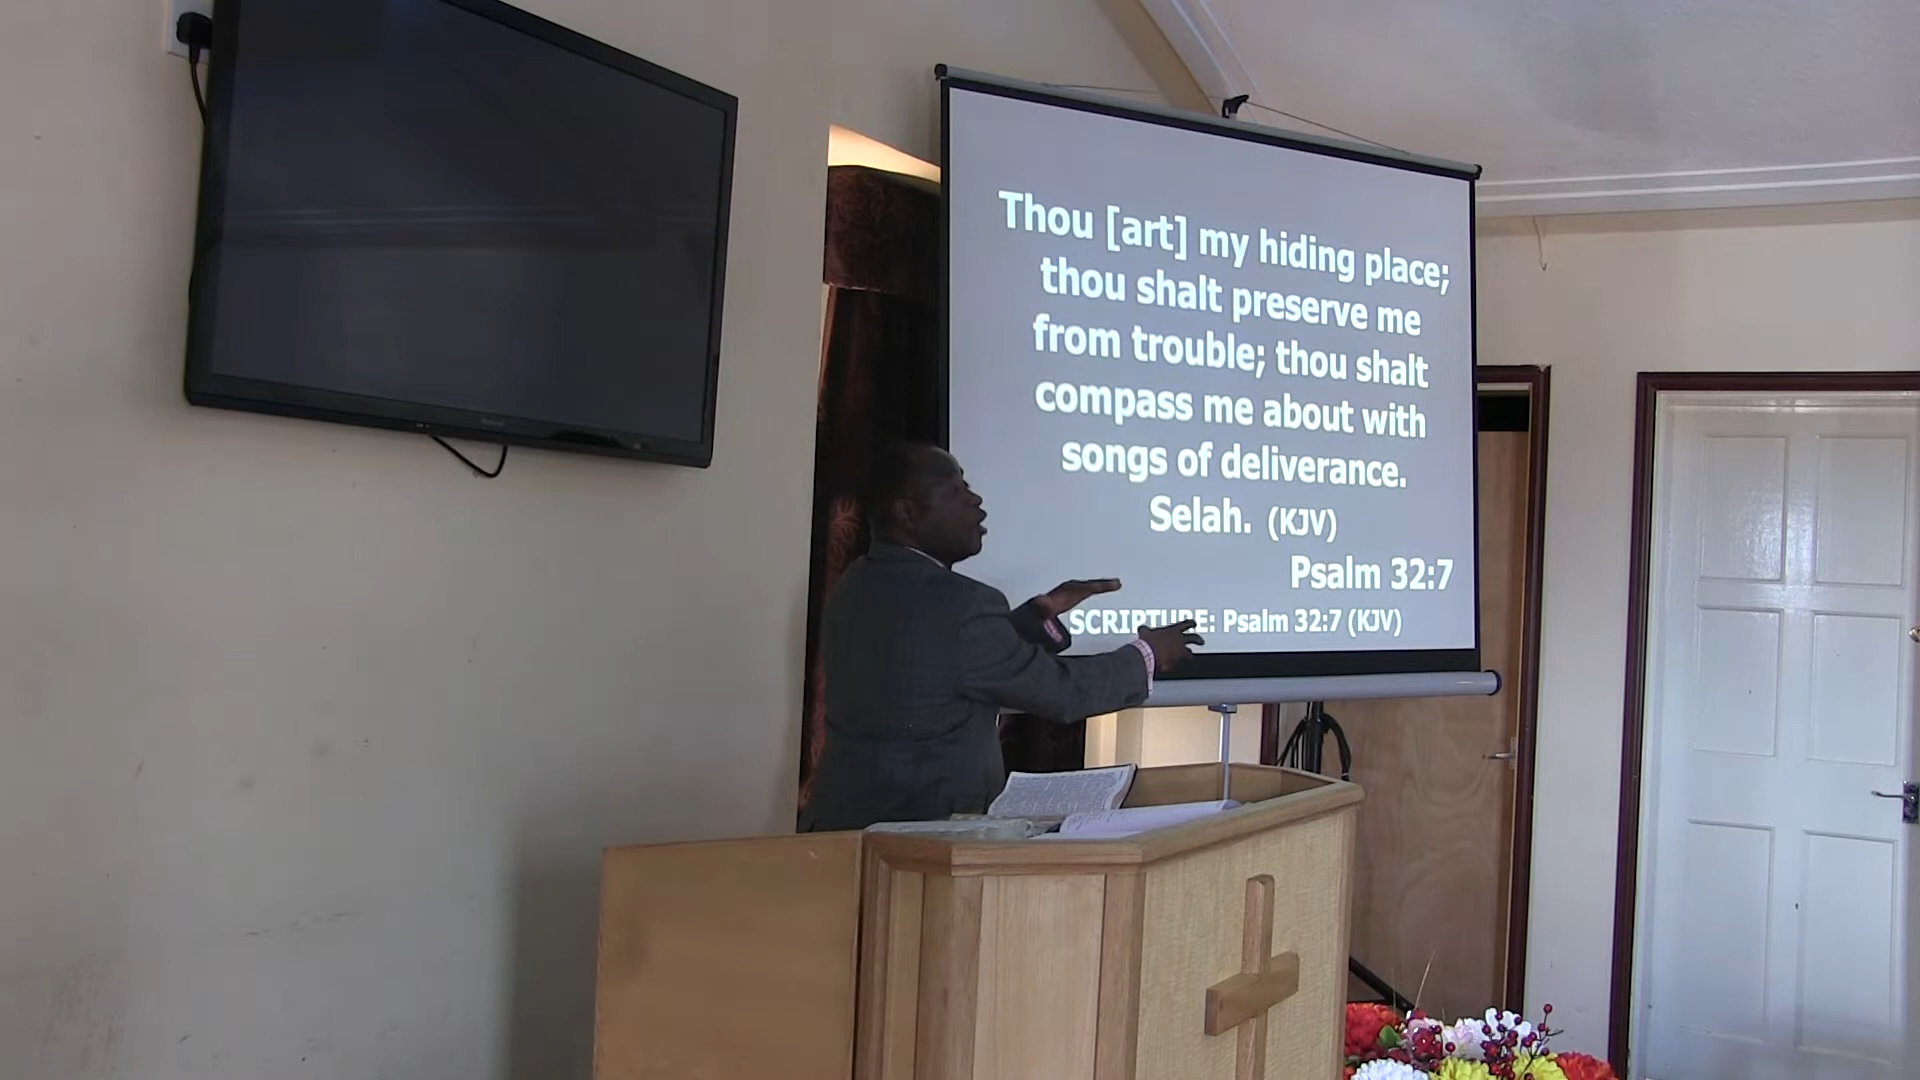 Thou [art] my hiding place;
thou shalt preserve me
from trouble; thou shalt
compass me about with
songs of deliverance.
Selah. (KJV)
Psalm 32:7
SCRIPTURE: Psalm 32:7 (KJV)